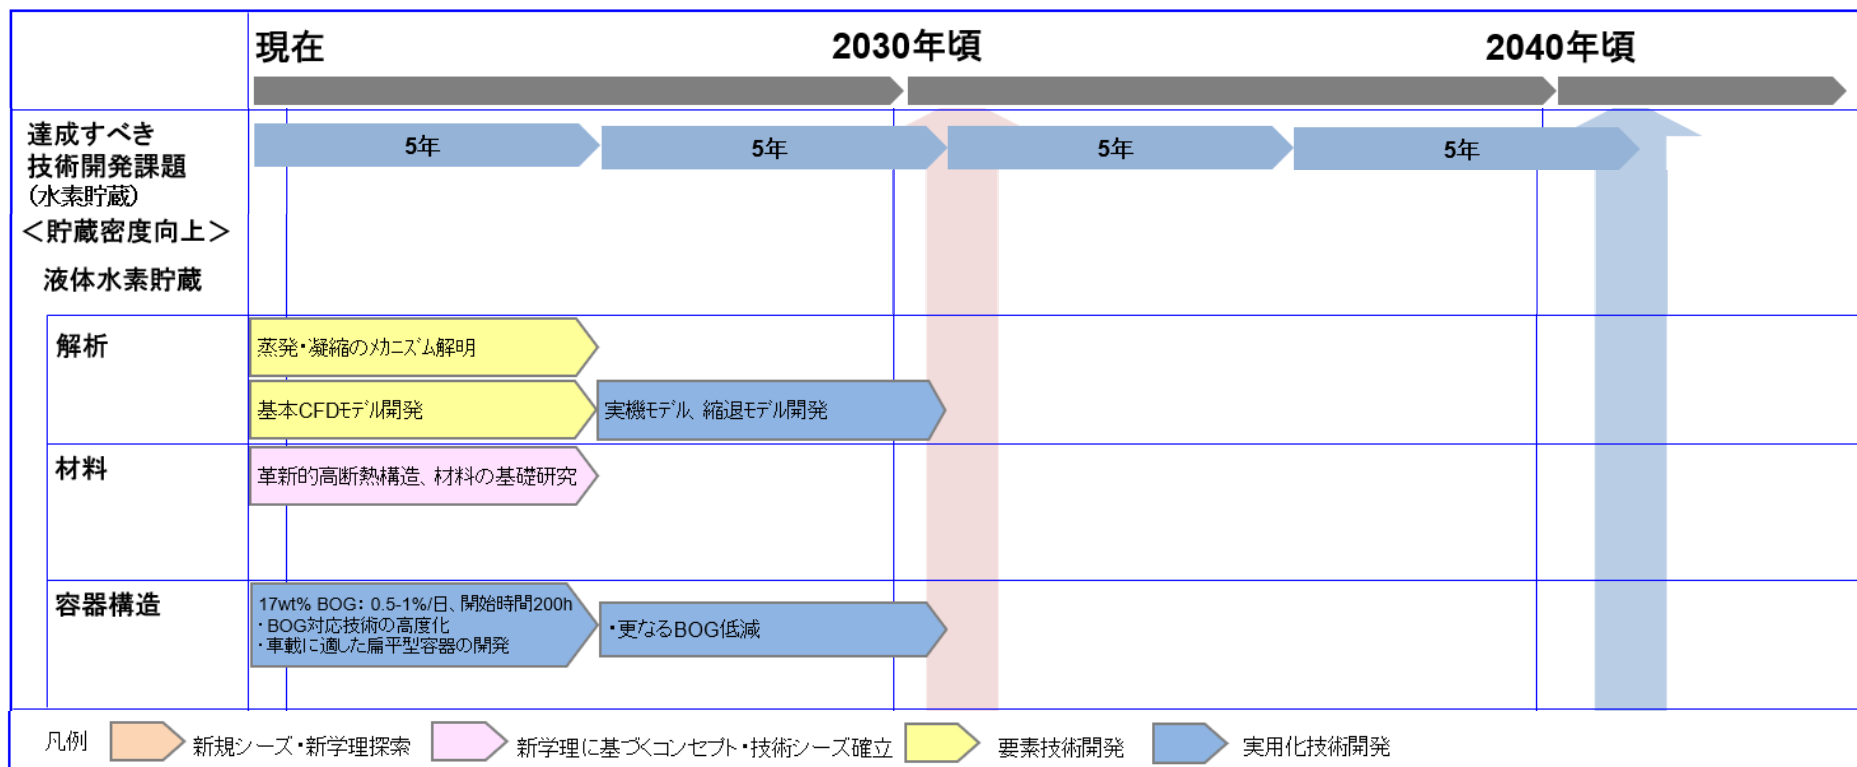 現在
2030年頃
2040年頃
達成すべき
技術開発課題
（水素貯蔵）
＜貯蔵密度向上＞
液体水素貯蔵
5年
5年
5年
5年
解析
蒸発・凝縮のメカニズム解明
基本CFDモデル開発
実機モデル、縮退モデル開発
材料
革新的高断熱構造、材料の基礎研究
容器構造
17wt% BOG：0.5-1%/日、開始時間200h
・BOG対応技術の高度化
・車載に適した扁平型容器の開発
・更なるBOG低減
凡例
新規シーズ・新学理探索
新学理に基づくコンセプト・技術シーズ確立
要素技術開発
実用化技術開発